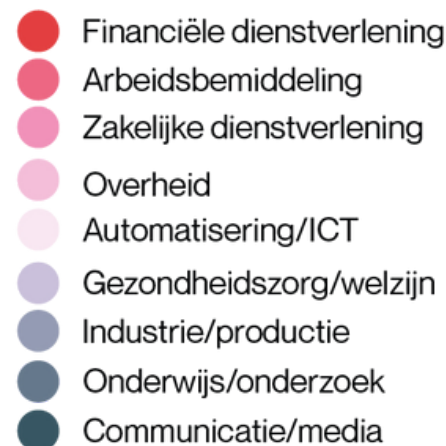 Financiële dienstverlening
Arbeidsbemiddeling
Zakelijke dienstverlening
Overheid
Automatisering/ICT
Gezondheidszorg/welzijn
Industrie/productie
Onderwijs/onderzoek
Communicatie/media